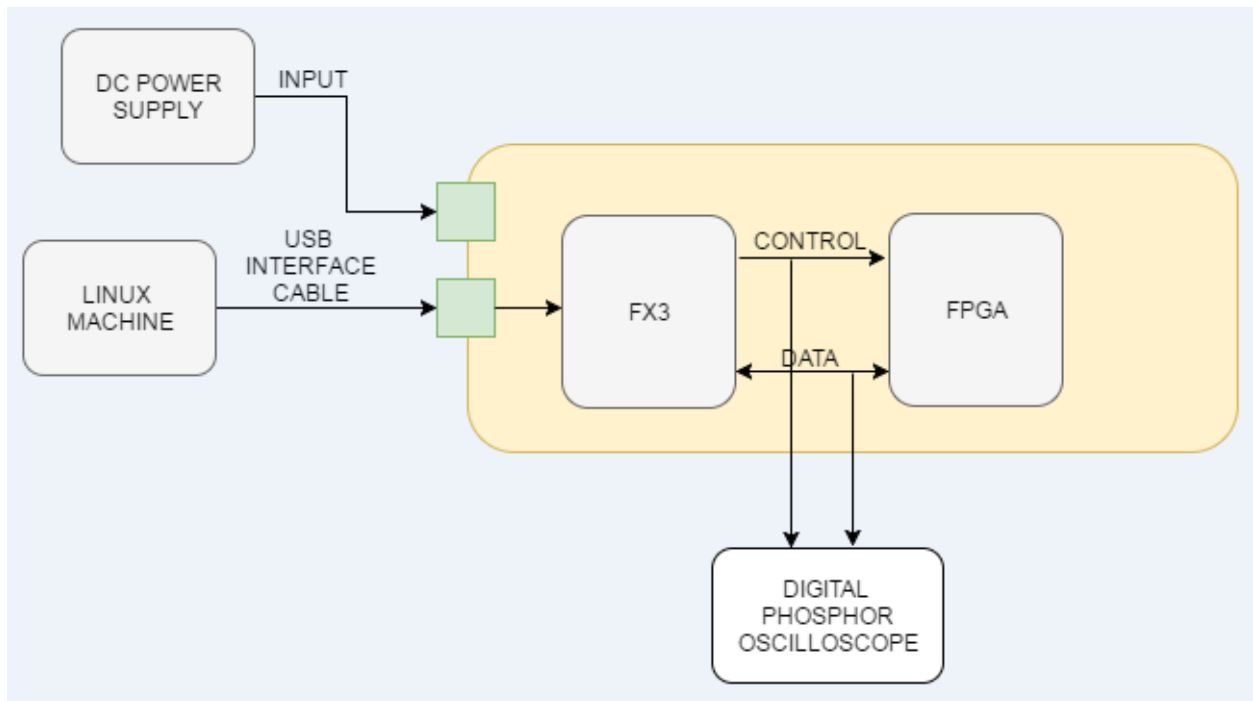 DC POWER
SUPPLY
INPUT
LINUX
MACHINE
USB
INTERFACE
CABLE
FX3
CONTROL
DATA
FPGA
DIGITAL
PHOSPHOR
OSCILLOSCOPE